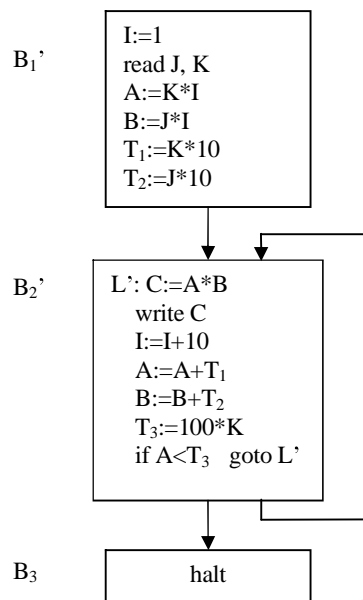 B₁’
I:=1
read J, K
A:=K*I
B:=J*I
T₁:=K*10
T₂:=J*10
B₂’
L’: C:=A*B
write C
I:=I+10
A:=A+T₁
B:=B+T₂
T₃:=100*K
if A<T₃ goto L’
B₃
halt